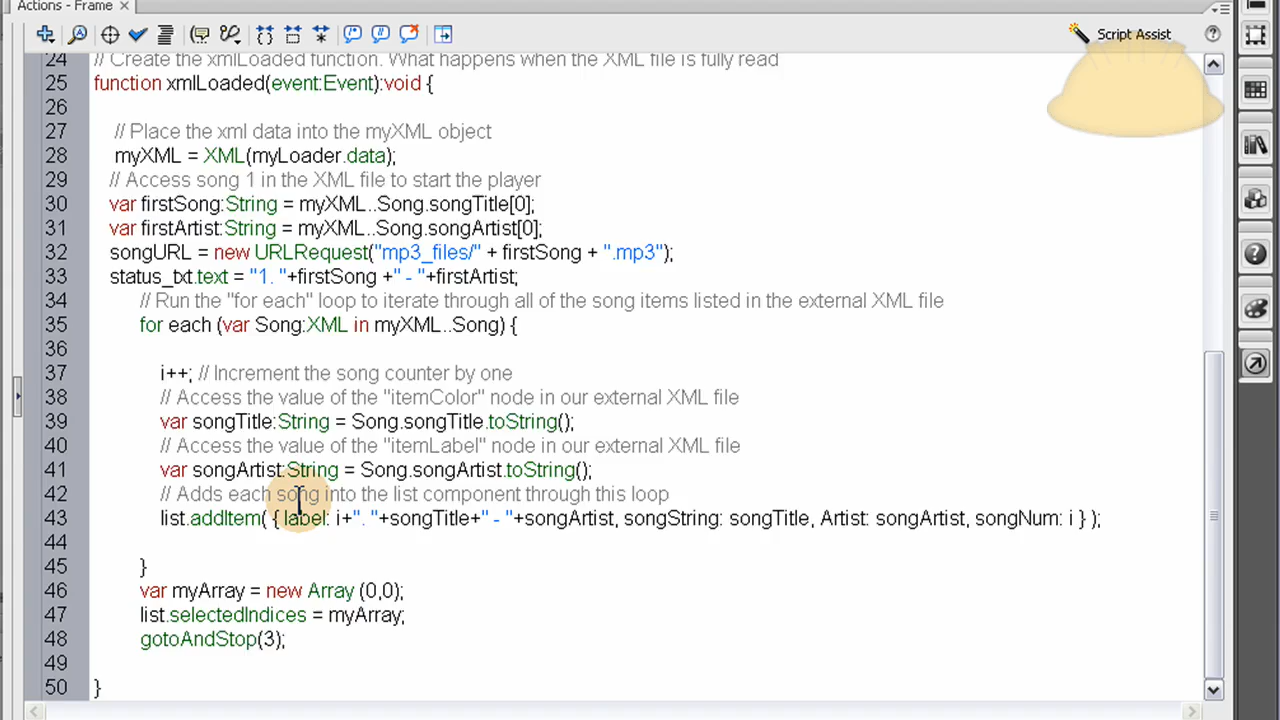 Actions - Frame ×
Script Assist
24 // Create the xmlLoaded function. What happens when the XML file is fully read
25 function xmlLoaded(event:Event):void {
26
27 // Place the xml data into the myXML object
28 myXML = XML(myLoader.data);
29 // Access song 1 in the XML file to start the player
30 var firstSong:String = myXML..Song.songTitle[0];
31 var firstArtist:String = myXML..Song.songArtist[0];
32 songURL = new URLRequest("mp3_files/" + firstSong + ".mp3");
33 status_txt.text = "1. "+firstSong +" - "+firstArtist;
34 // Run the "for each" loop to iterate through all of the song items listed in the external XML file
35 for each (var Song:XML in myXML..Song) {
36
37 i++; // Increment the song counter by one
38 // Access the value of the "itemColor" node in our external XML file
39 var songTitle:String = Song.songTitle.toString();
40 // Access the value of the "itemLabel" node in our external XML file
41 var songArtist:String = Song.songArtist.toString();
42 // Adds each song into the list component through this loop
43 list.addItem( { label: i+". "+songTitle+" - "+songArtist, songString: songTitle, Artist: songArtist, songNum: i } );
44
45 }
46 var myArray = new Array (0,0);
47 list.selectedIndices = myArray;
48 gotoAndStop(3);
49
50 }